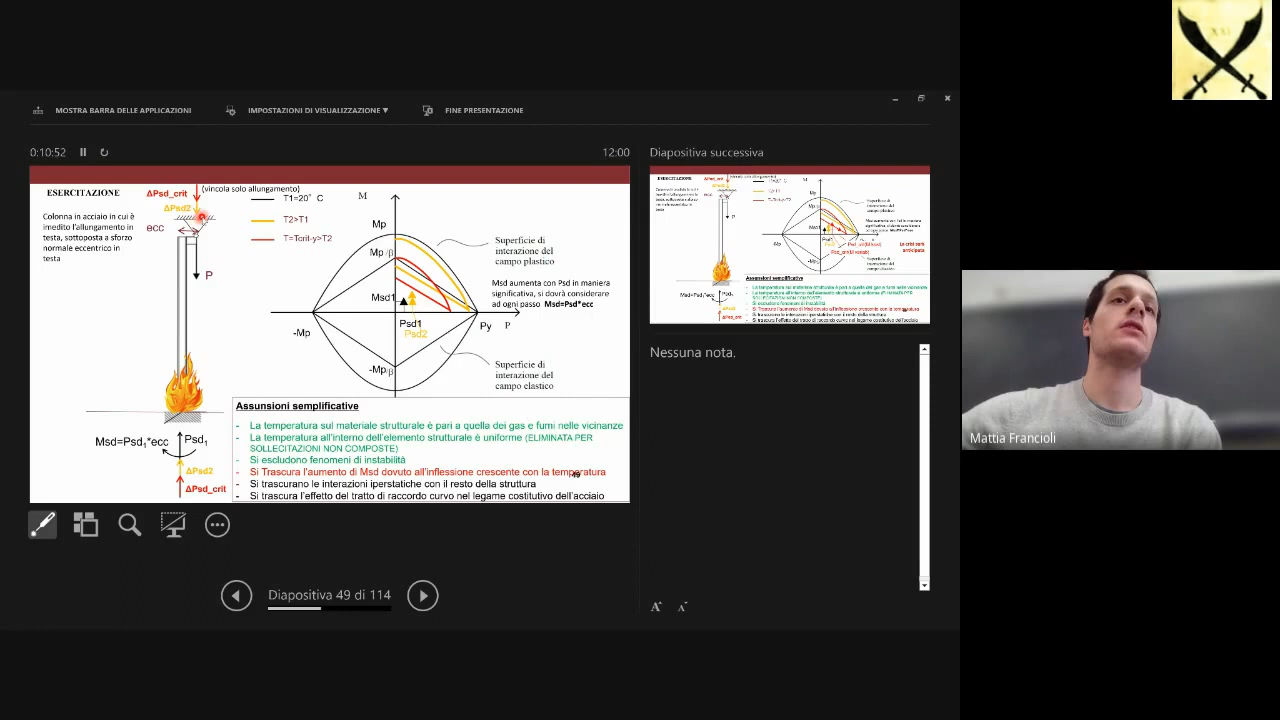 MOSTRA BARRA DELLE APPLICAZIONI
IMPOSTAZIONI DI VISUALIZZAZIONE ▼
FINE PRESENTAZIONE
0:10:52
12:00
ESERCITAZIONE
Colonna in acciaio in cui è
imedito l'allungamento in
testa, sottoposta a sforzo
normale eccentrico in
testa
ΔPsd_crit
(vincola solo allungamento)
ΔPsd2
ecc
P
Msd=Psd1*ecc
Psd1
ΔPsd2
ΔPsd_crit
T1=20° C
T2>T1
T=Tcrit-y>T2
M
Mp
Mp/β
Msd1
-Mp
Psd1
Psd2
Py
P
-Mp/β
Superficie di
interazione del
campo plastico
Msd aumenta con Psd in maniera
significativa, si dovrà considerare
ad ogni passo Msd=Psd*ecc
Superficie di
interazione del
campo elastico
Assunsioni semplificative
- La temperatura sul materiale strutturale è pari a quella dei gas e fumi nelle vicinanze
- La temperatura all'interno dell'elemento strutturale è uniforme (ELIMINATA PER
SOLLECITAZIONI NON COMPOSTE)
- Si escludono fenomeni di instabilità
- Si Trascura l'aumento di Msd dovuto all'inflessione crescente con la temperatura
- Si trascurano le interazioni iperstatiche con il resto della struttura
- Si trascura l'effetto del tratto di raccordo curvo nel legame costitutivo dell'acciaio
49
Diapositiva 49 di 114
Diapositiva successiva
ESERCITAZIONE
Assunsioni semplificative
Nessuna nota.
A
A
Mattia Francioli